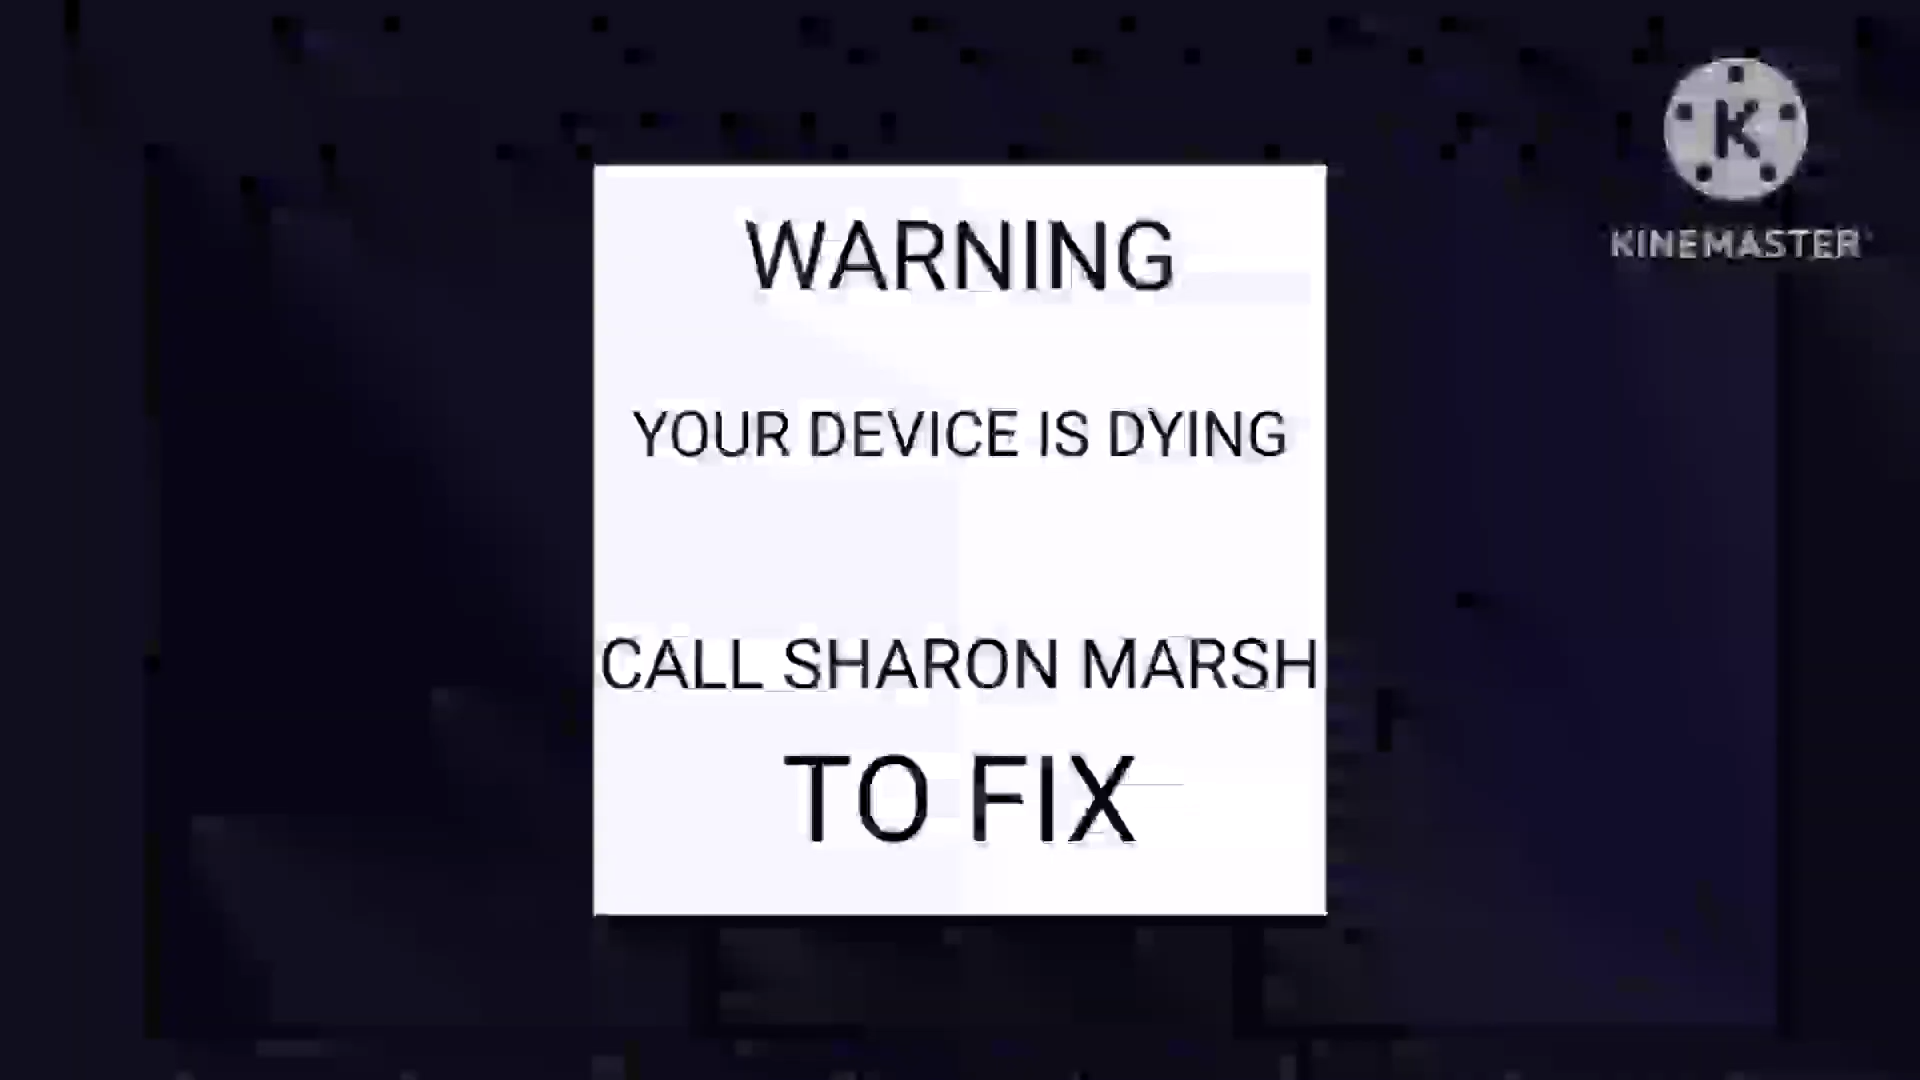 WARNING
YOUR DEVICE IS DYING
CALL SHARON MARSH
TO FIX
K
KINEMASTER